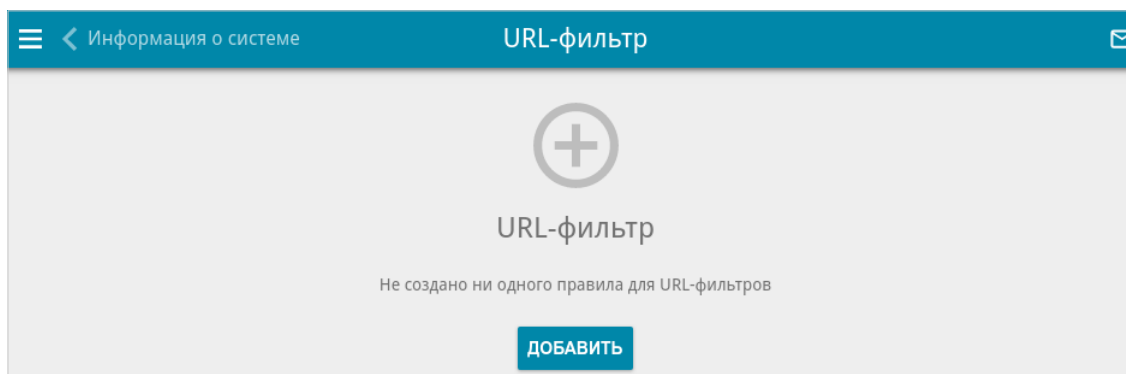 Информация о системе
URL-фильтр
URL-фильтр
Не создано ни одного правила для URL-фильтров
ДОБАВИТЬ